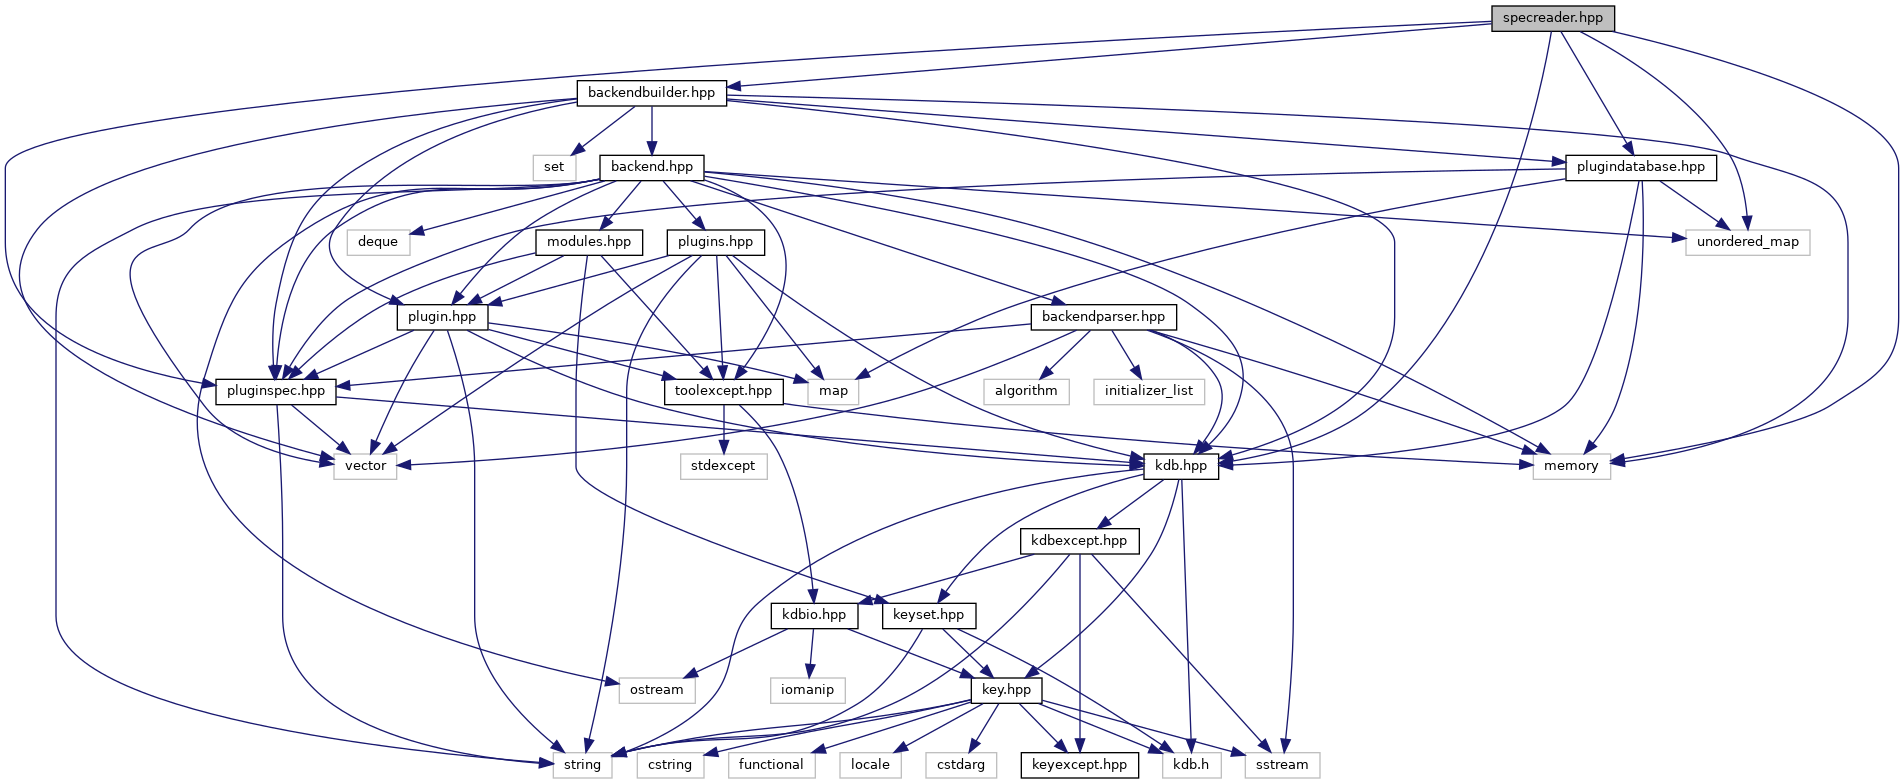 specreader.hpp
backendbuilder.hpp
set
backend.hpp
plugindatabase.hpp
deque
modules.hpp
plugins.hpp
unordered_map
plugin.hpp
backendparser.hpp
pluginspec.hpp
toolexcept.hpp
map
algorithm
initializer_list
vector
stdexcept
kdb.hpp
memory
kdbexcept.hpp
kdbio.hpp
keyset.hpp
ostream
iomanip
key.hpp
string
cstring
functional
locale
cstdarg
keyexcept.hpp
kdb.h
sstream